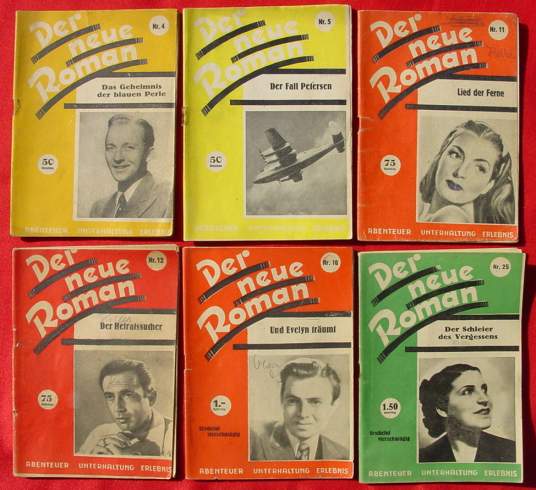 Der
neue
Roman
Nr. 4
Das Geheimnis
der blauen Perle
50
ABENTEUER UNTERHALTUNG ERLEBNIS
Der
neue
Roman
Nr. 5
Der Fall Petersen
50
ABENTEUER UNTERHALTUNG ERLEBNIS
Der
neue
Roman
Nr. 11
Lied der Ferne
75
ABENTEUER UNTERHALTUNG ERLEBNIS
Der
neue
Roman
Nr. 12
Der Heiratssucher
75
ABENTEUER UNTERHALTUNG ERLEBNIS
Der
neue
Roman
Und Evelyn träumt
1.-
Erscheint
ABENTEUER UNTERHALTUNG ERLEBNIS
Der
neue
Roman
Nr. 25
Der Schleier
des Vergessens
1.50
Erscheint
ABENTEUER UNTERHALTUNG ERLEBNIS